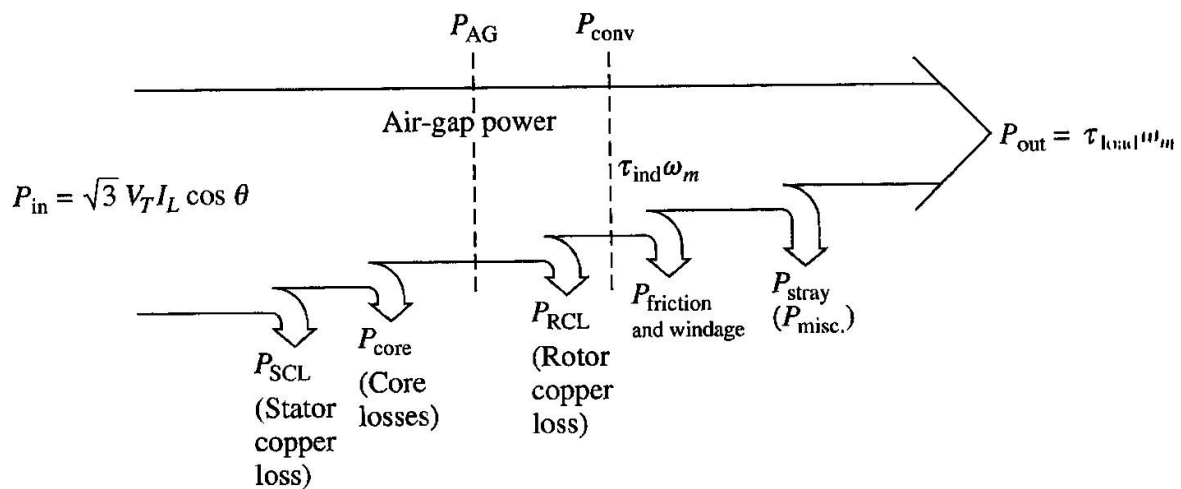 P_AG
P_conv
Air-gap power
P_out = τ_load ω_m
τ_ind ω_m
P_in = √3 V_T I_L cos θ
P_SCL
(Stator
copper
loss)
P_core
(Core
losses)
P_RCL
(Rotor
copper
loss)
P_friction
and windage
P_stray
(P_misc.)